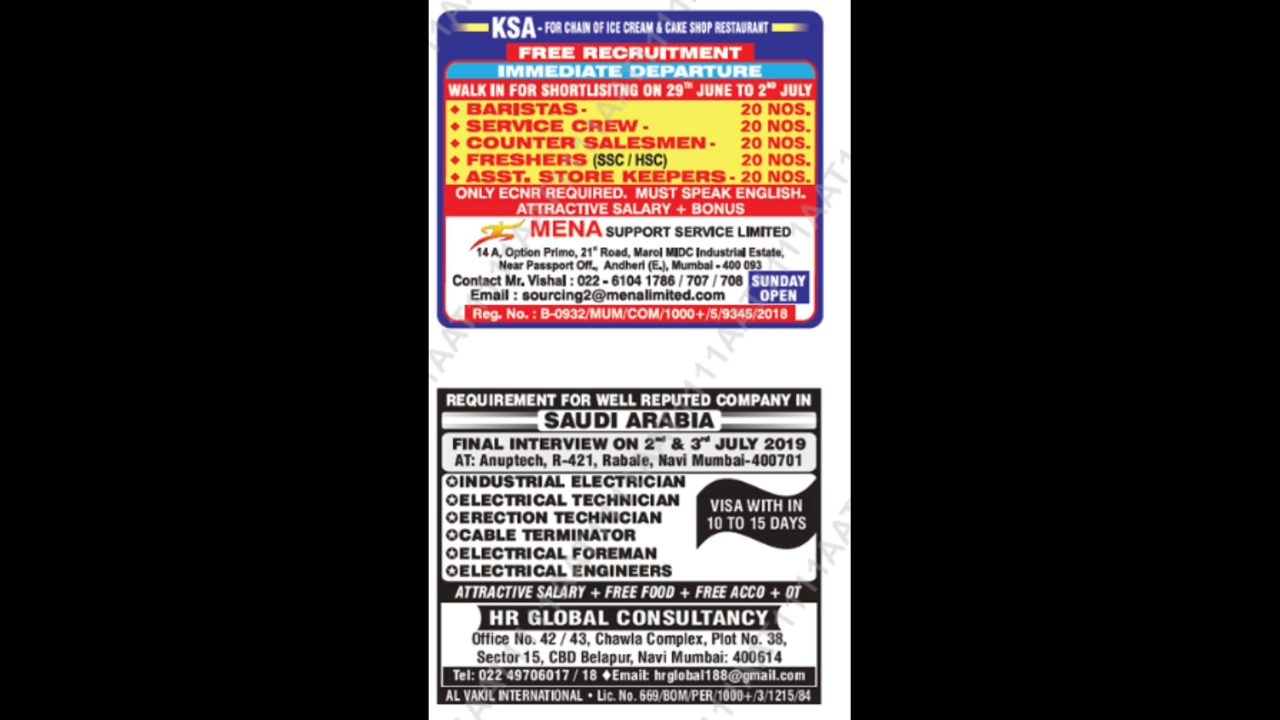 KSA - FOR CHAIN OF ICE CREAM & CAKE SHOP RESTAURANT
FREE RECRUITMENT
IMMEDIATE DEPARTURE
WALK IN FOR SHORTLISITNG ON 29TH JUNE TO 2ND JULY
◆ BARISTAS - 20 NOS.
◆ SERVICE CREW - 20 NOS.
◆ COUNTER SALESMEN - 20 NOS.
◆ FRESHERS (SSC / HSC) 20 NOS.
◆ ASST. STORE KEEPERS - 20 NOS.
ONLY ECNR REQUIRED. MUST SPEAK ENGLISH.
ATTRACTIVE SALARY + BONUS
MENA SUPPORT SERVICE LIMITED
14 A, Option Primo, 21st Road, Marol MIDC Industrial Estate,
Near Passport Off., Andheri (E.), Mumbai - 400 093
Contact Mr. Vishal : 022 - 6104 1786 / 707 / 708
Email : sourcing2@menalimited.com
SUNDAY
OPEN
Reg. No. : B-0932/MUM/COM/1000+/5/9345/2018
REQUIREMENT FOR WELL REPUTED COMPANY IN
SAUDI ARABIA
FINAL INTERVIEW ON 2nd & 3rd JULY 2019
AT: Anuptech, R-421, Rabale, Navi Mumbai-400701
✪INDUSTRIAL ELECTRICIAN
✪ELECTRICAL TECHNICIAN
✪ERECTION TECHNICIAN
✪CABLE TERMINATOR
✪ELECTRICAL FOREMAN
✪ELECTRICAL ENGINEERS
VISA WITH IN
10 TO 15 DAYS
ATTRACTIVE SALARY + FREE FOOD + FREE ACCO + OT
HR GLOBAL CONSULTANCY
Office No. 42 / 43, Chawla Complex, Plot No. 38,
Sector 15, CBD Belapur, Navi Mumbai: 400614
Tel: 022 49706017 / 18 ◆Email: hrglobal188@gmail.com
AL VAKIL INTERNATIONAL • Lic. No. 669/BOM/PER/1000+/3/1215/84